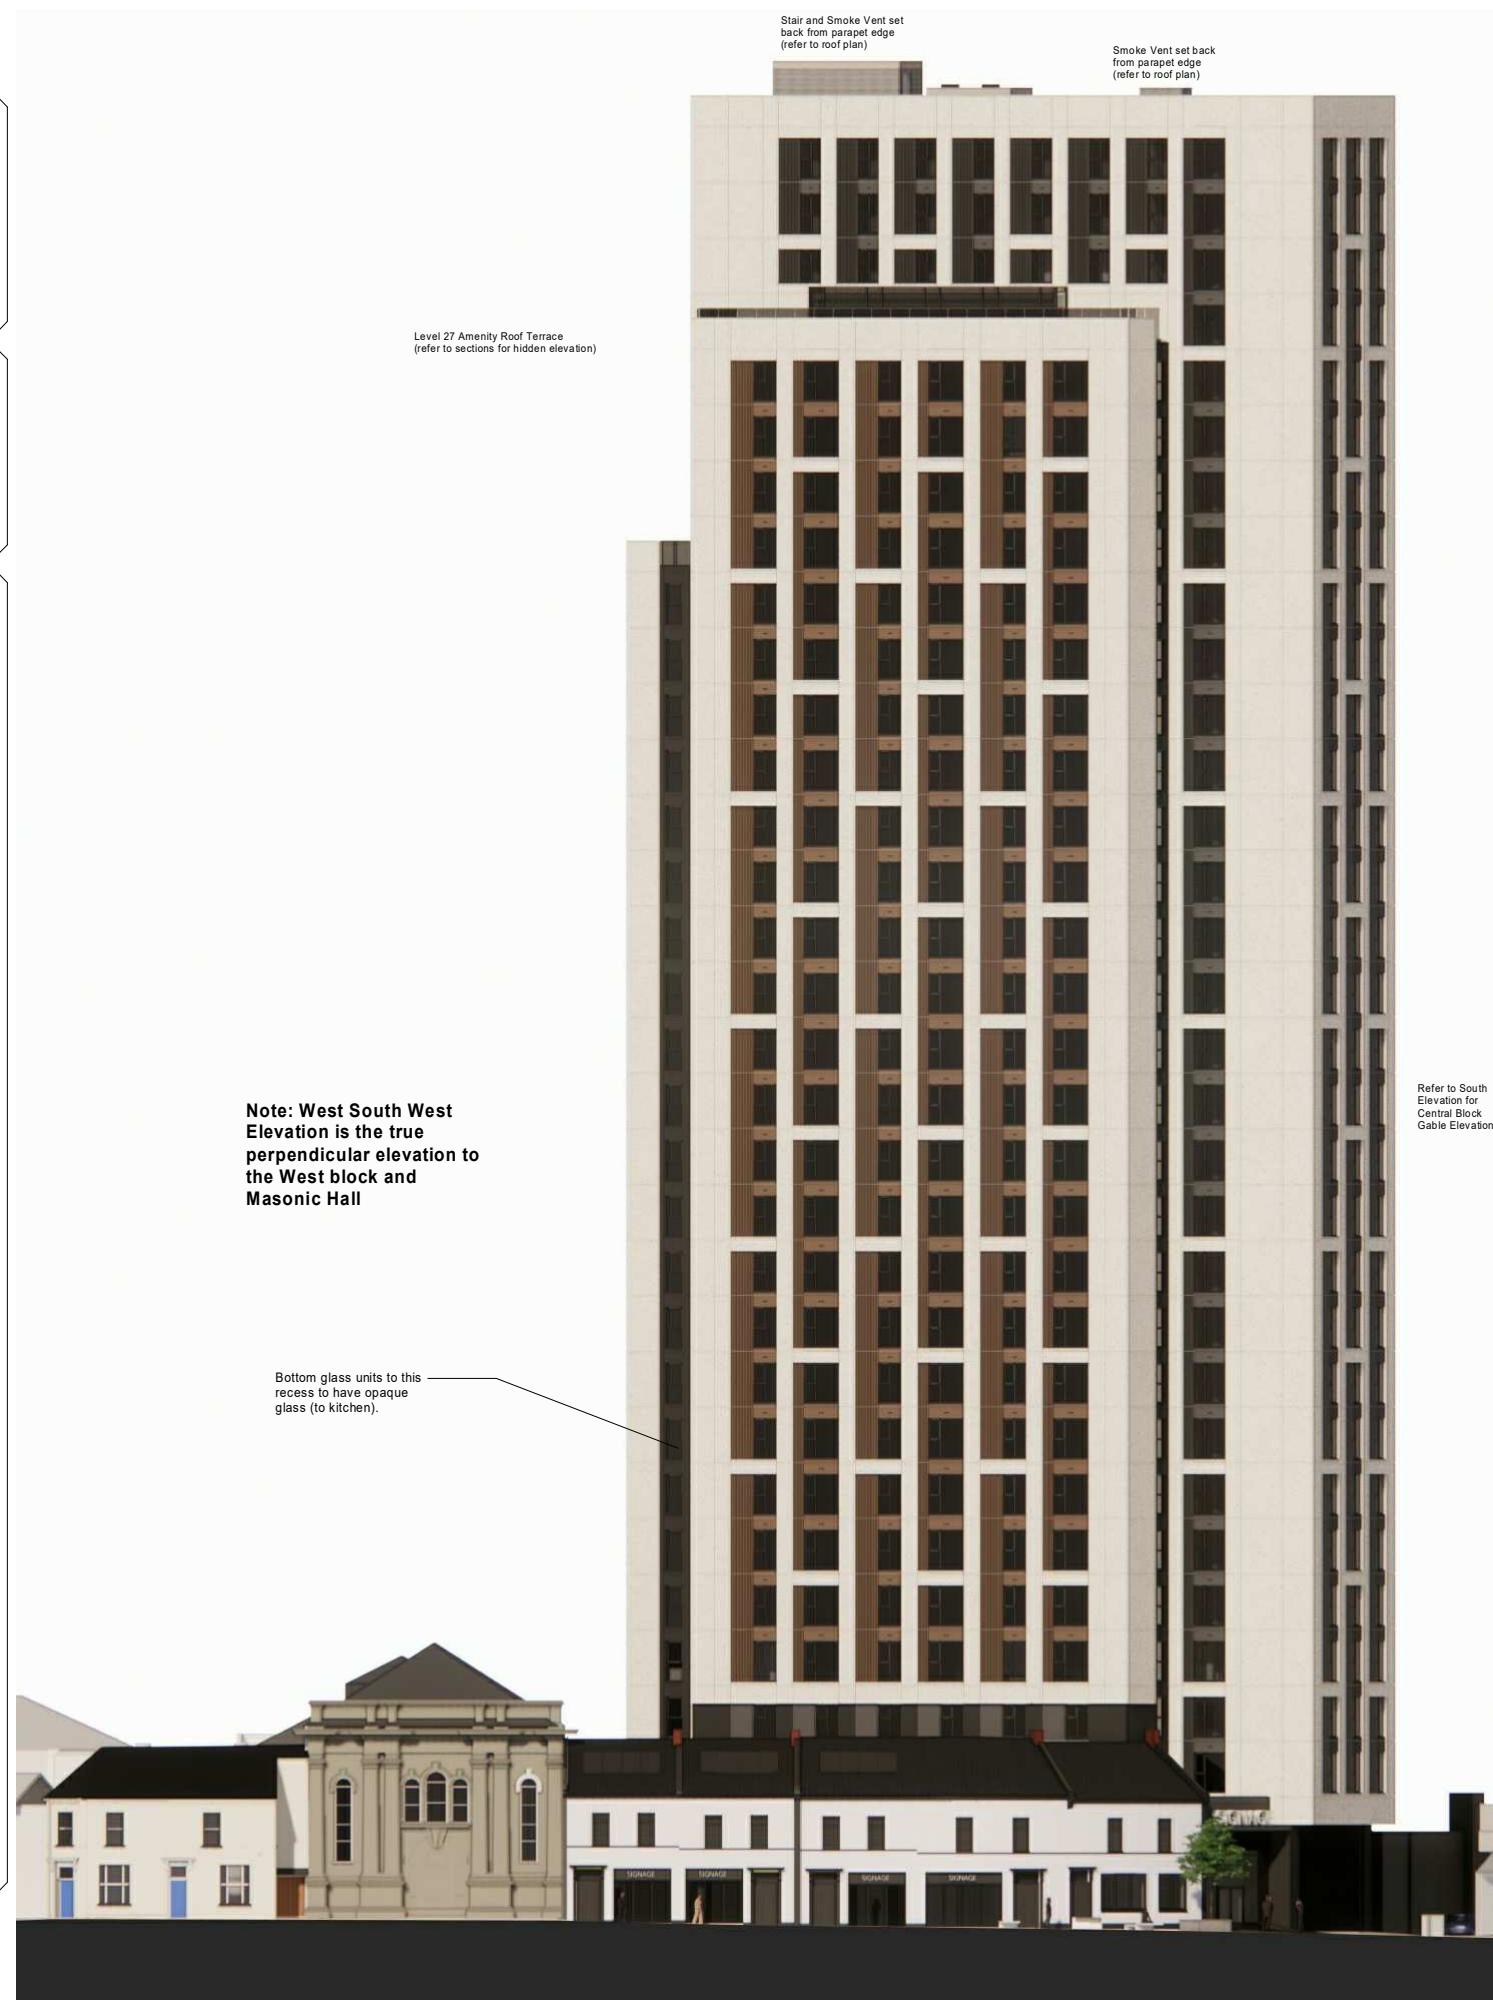 Stair and Smoke Vent set
back from parapet edge
(refer to roof plan)
Smoke Vent set back
from parapet edge
(refer to roof plan)
Level 27 Amenity Roof Terrace
(refer to sections for hidden elevation)
Note: West South West
Elevation is the true
perpendicular elevation to
the West block and
Masonic Hall
Refer to South
Elevation for
Central Block
Gable Elevation
Bottom glass units to this
recess to have opaque
glass (to kitchen).
SIGNAGE
SIGNAGE
SIGNAGE
SIGNAGE